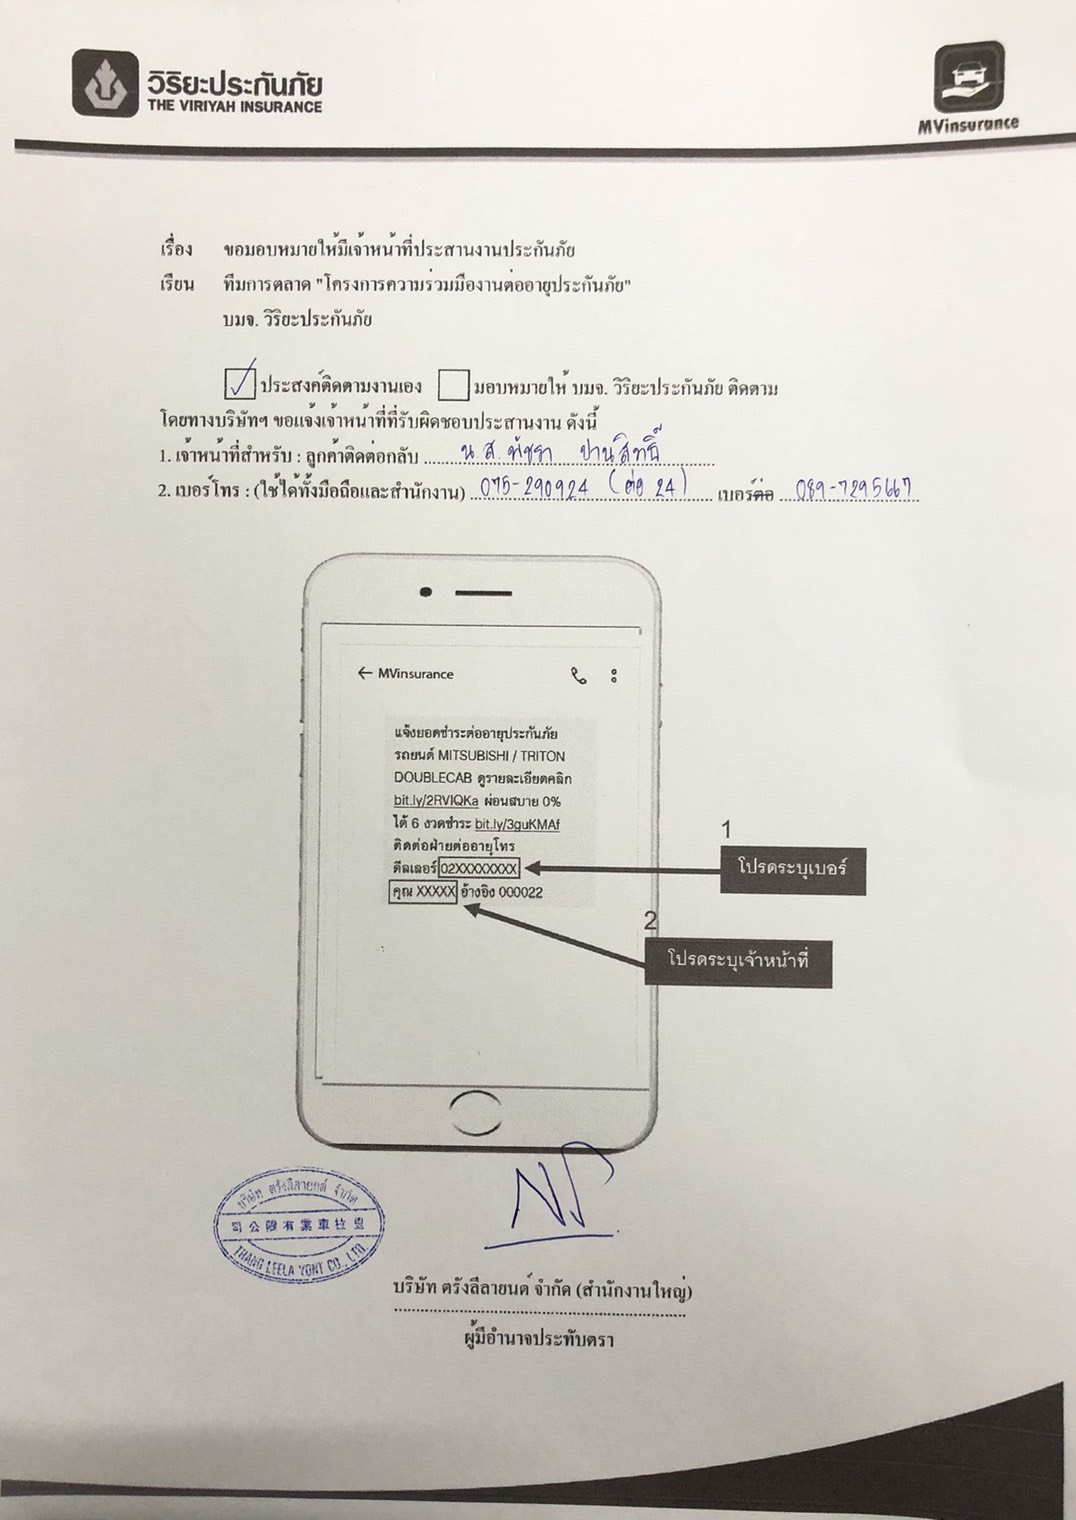 วิริยะประกันภัย
THE VIRIYAH INSURANCE
MVinsurance
เรื่อง ขอมอบหมายให้มีเจ้าหน้าที่ประสานงานประกันภัย
เรียน ทีมการตลาด "โครงการความร่วมมืองานต่ออายุประกันภัย"
บมจ. วิริยะประกันภัย
ประสงค์ติดตามงานเอง มอบหมายให้ บมจ. วิริยะประกันภัย ติดตาม
โดยทางบริษัทฯ ขอแจ้งเจ้าหน้าที่ที่รับผิดชอบประสานงาน ดังนี้
1. เจ้าหน้าที่สำหรับ : ลูกค้าติดต่อกลับ น.ส. พัชรา ปานสิทธิ์
2. เบอร์โทร : (ใช้ได้ทั้งมือถือและสำนักงาน) 075-290924 (ต่อ 24) เบอร์ต่อ 089-7295667
MVinsurance
แจ้งยอดชำระต่ออายุประกันภัย
รถยนต์ MITSUBISHI / TRITON
DOUBLECAB ดูรายละเอียดคลิก
bit.ly/2RVIQKa ผ่อนสบาย 0%
ได้ 6 งวดชำระ bit.ly/3guKMAf
ติดต่อฝ่ายต่ออายุโทร
ดีลเลอร์ 02XXXXXXXX
คุณ XXXXX อ้างอิง 000022
1
โปรดระบุเบอร์
2
โปรดระบุเจ้าหน้าที่
บริษัท ตรังลีลายนต์ จำกัด
司公限有業車拉
THANG LEELA YONT CO., LTD.
บริษัท ตรังลีลายนต์ จำกัด (สำนักงานใหญ่)
ผู้มีอำนาจประทับตรา